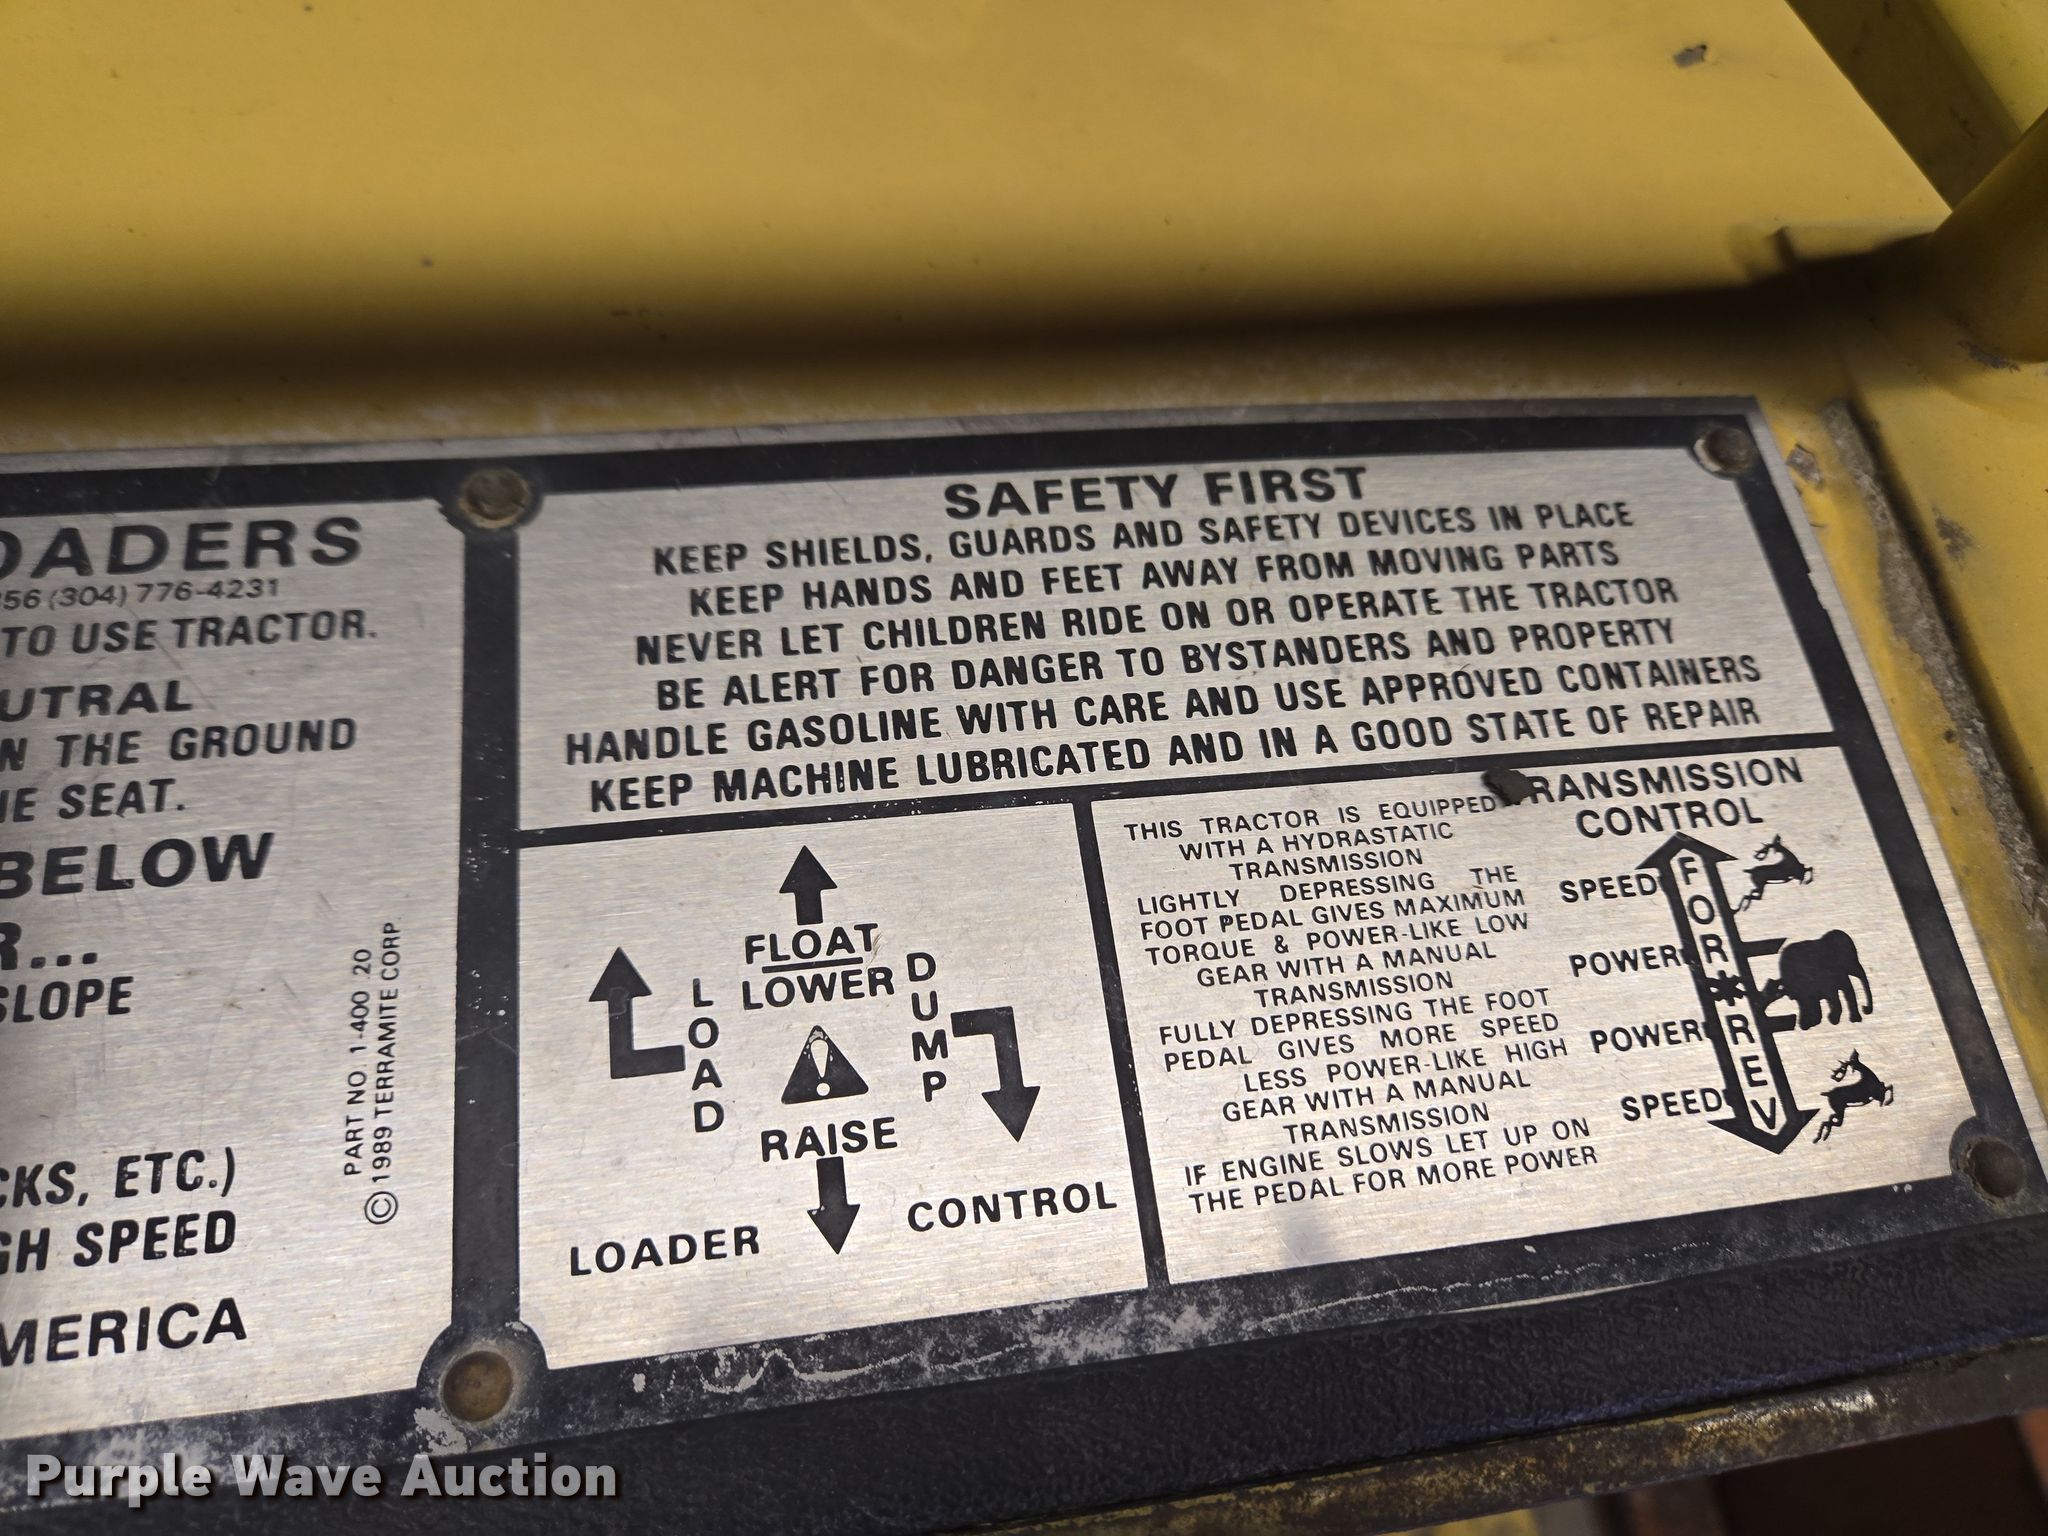 OADERS
56 (304) 776-4231
TO USE TRACTOR.
UTRAL
N THE GROUND
E SEAT.
BELOW
R...
SLOPE
CKS, ETC.)
GH SPEED
MERICA
PART NO. 1-400 20
©1989 TERRAMITE CORP.
SAFETY FIRST
KEEP SHIELDS, GUARDS AND SAFETY DEVICES IN PLACE
KEEP HANDS AND FEET AWAY FROM MOVING PARTS
NEVER LET CHILDREN RIDE ON OR OPERATE THE TRACTOR
BE ALERT FOR DANGER TO BYSTANDERS AND PROPERTY
HANDLE GASOLINE WITH CARE AND USE APPROVED CONTAINERS
KEEP MACHINE LUBRICATED AND IN A GOOD STATE OF REPAIR
FLOAT
LOWER
LOAD
DUMP
!
RAISE
LOADER CONTROL
THIS TRACTOR IS EQUIPPED
WITH A HYDRASTATIC
TRANSMISSION
LIGHTLY DEPRESSING THE
FOOT PEDAL GIVES MAXIMUM
TORQUE & POWER-LIKE LOW
GEAR WITH A MANUAL
TRANSMISSION
FULLY DEPRESSING THE FOOT
PEDAL GIVES MORE SPEED
LESS POWER-LIKE HIGH
GEAR WITH A MANUAL
TRANSMISSION
IF ENGINE SLOWS LET UP ON
THE PEDAL FOR MORE POWER
TRANSMISSION
CONTROL
SPEED
POWER
POWER
SPEED
FOR*REV
Purple Wave Auction